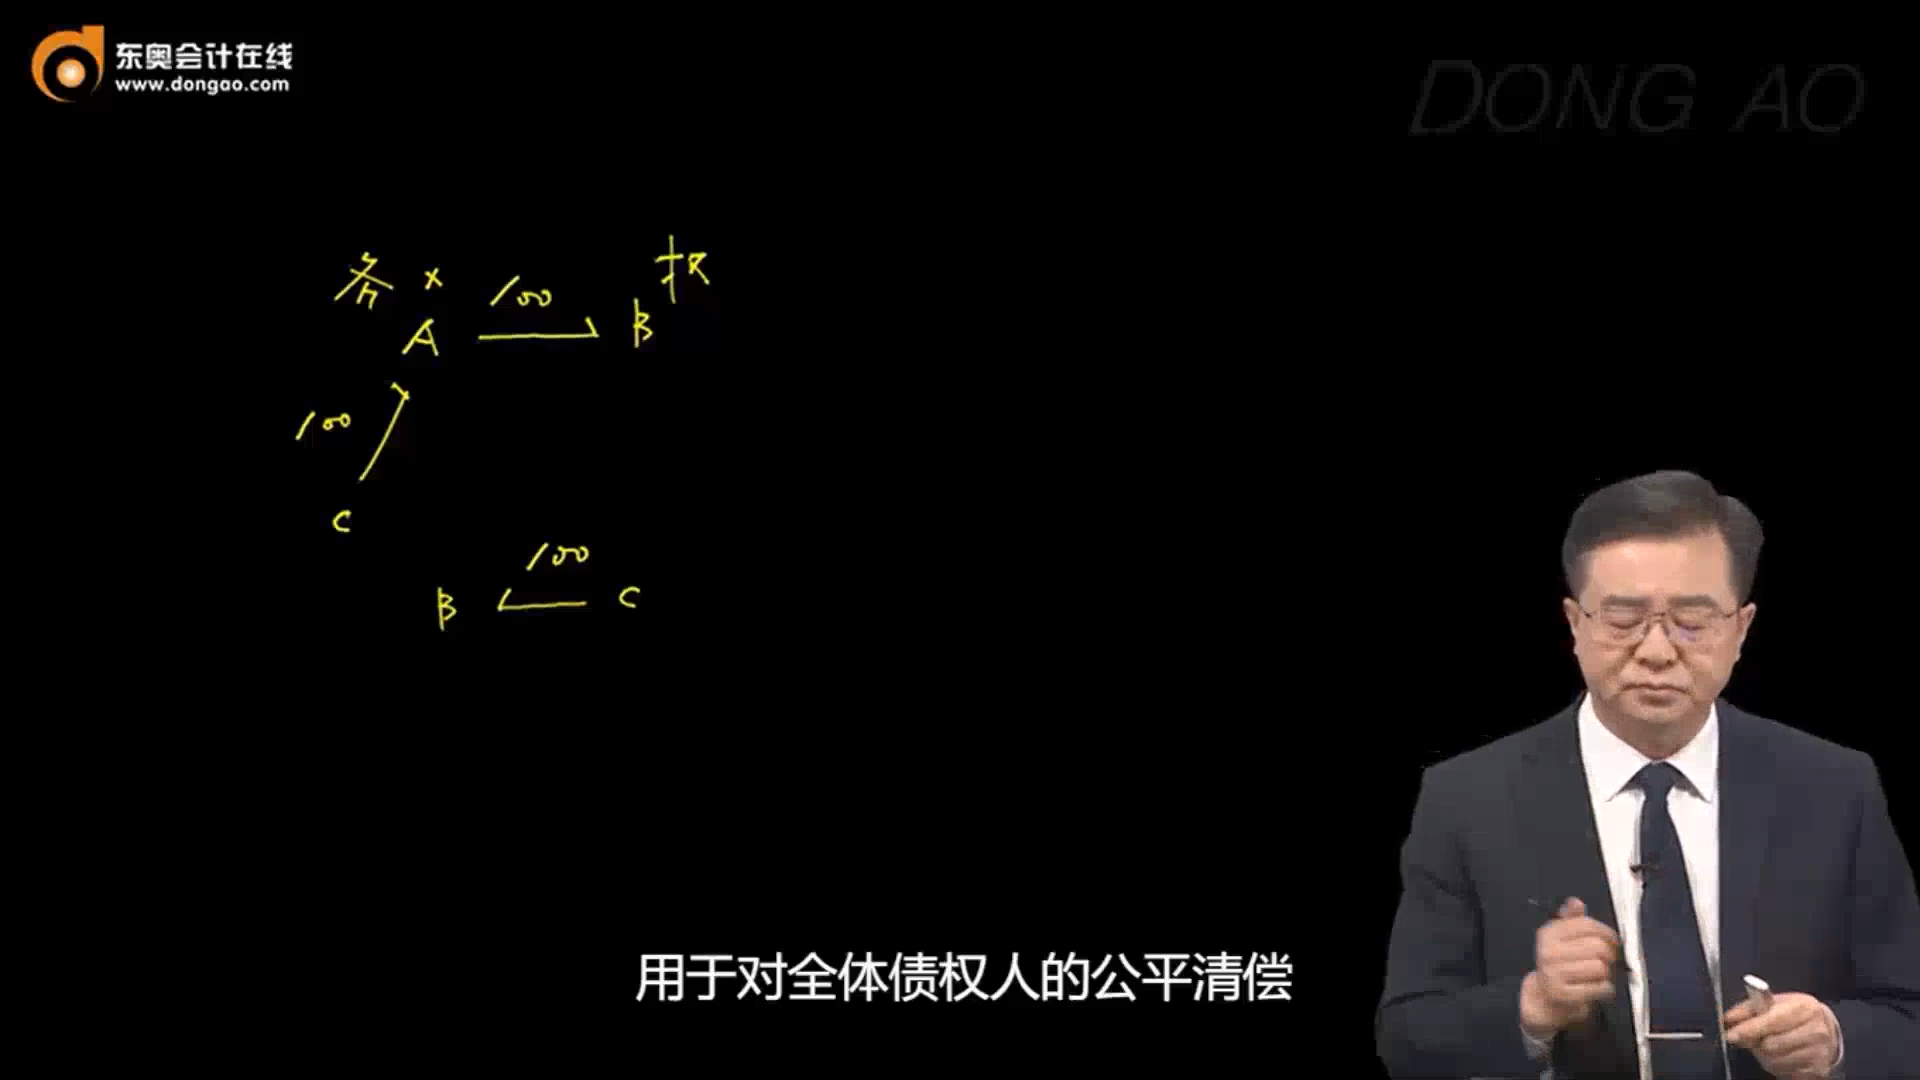 东奥会计在线
www.dongao.com
DONG AO
务 × 100 权
A B
100
C
100
B C
用于对全体债权人的公平清偿